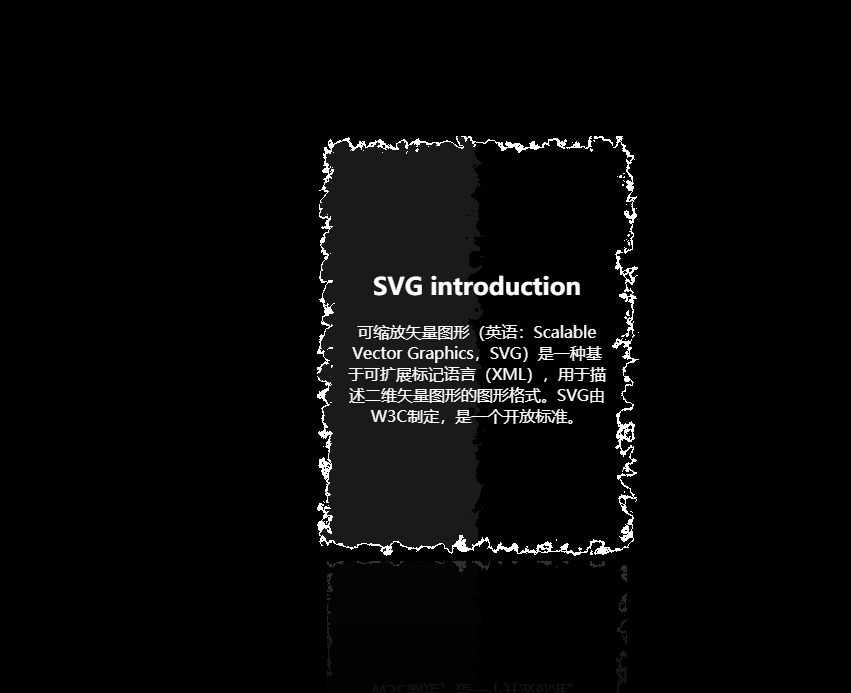 SVG introduction
可缩放矢量图形（英语：Scalable
Vector Graphics，SVG）是一种基
于可扩展标记语言（XML），用于描
述二维矢量图形的图形格式。SVG由
W3C制定，是一个开放标准。